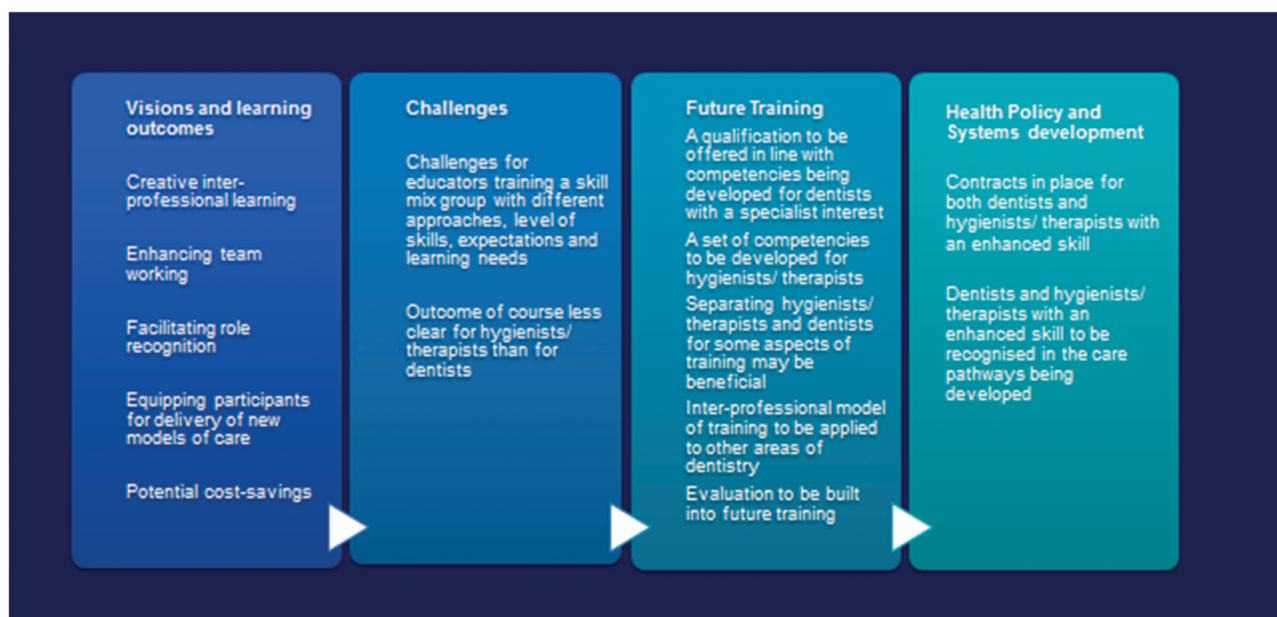 Visions and learning
outcomes
Creative inter-
professional learning
Enhancing team
working
Facilitating role
recognition
Equipping participants
for delivery of new
models of care
Potential cost-savings
Challenges
Challenges for
educators training a skill
mix group with different
approaches, level of
skills, expectations and
learning needs
Outcome of course less
clear for hygienists/
therapists than for
dentists
Future Training
A qualification to be
offered in line with
competencies being
developed for dentists
with a specialist interest
A set of competencies
to be developed for
hygienists/ therapists
Separating hygienists/
therapists and dentists
for some aspects of
training may be
beneficial
Inter-professional model
of training to be applied
to other areas of
dentistry
Evaluation to be built
into future training
Health Policy and
Systems development
Contracts in place for
both dentists and
hygienists/ therapists with
an enhanced skill
Dentists and hygienists/
therapists with an
enhanced skill to be
recognised in the care
pathways being
developed